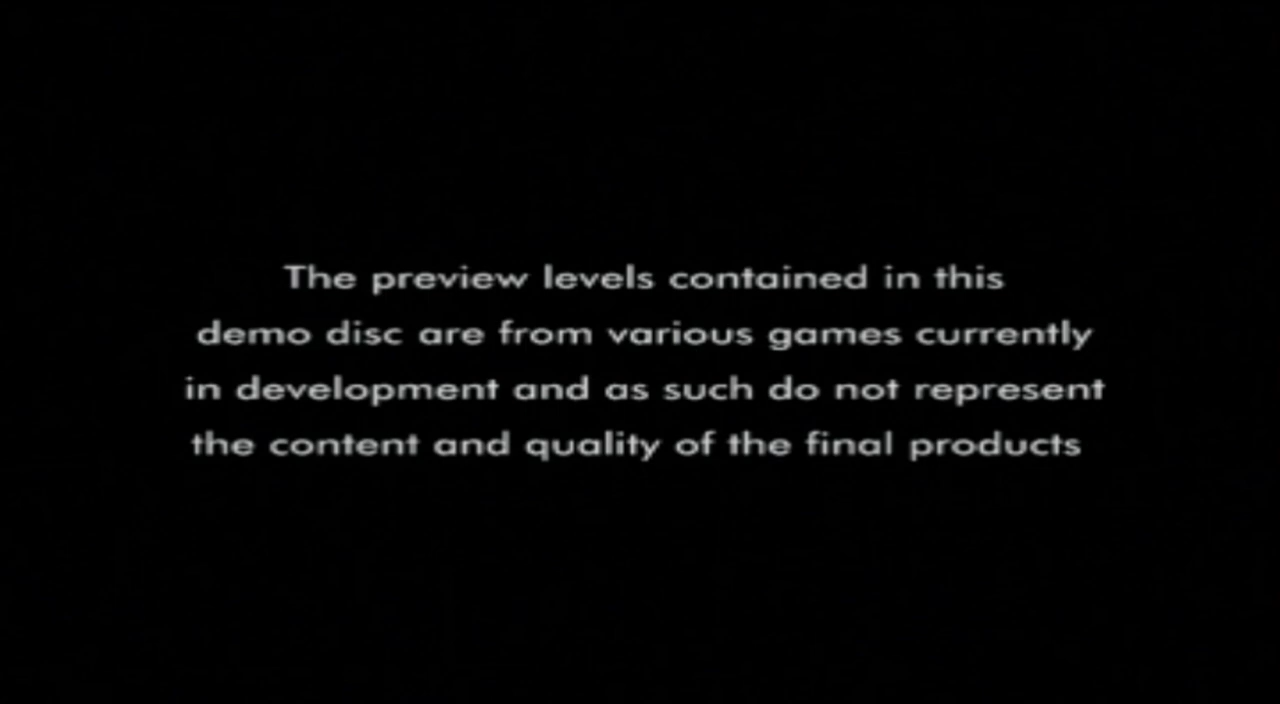 The preview levels contained in this
demo disc are from various games currently
in development and as such do not represent
the content and quality of the final products